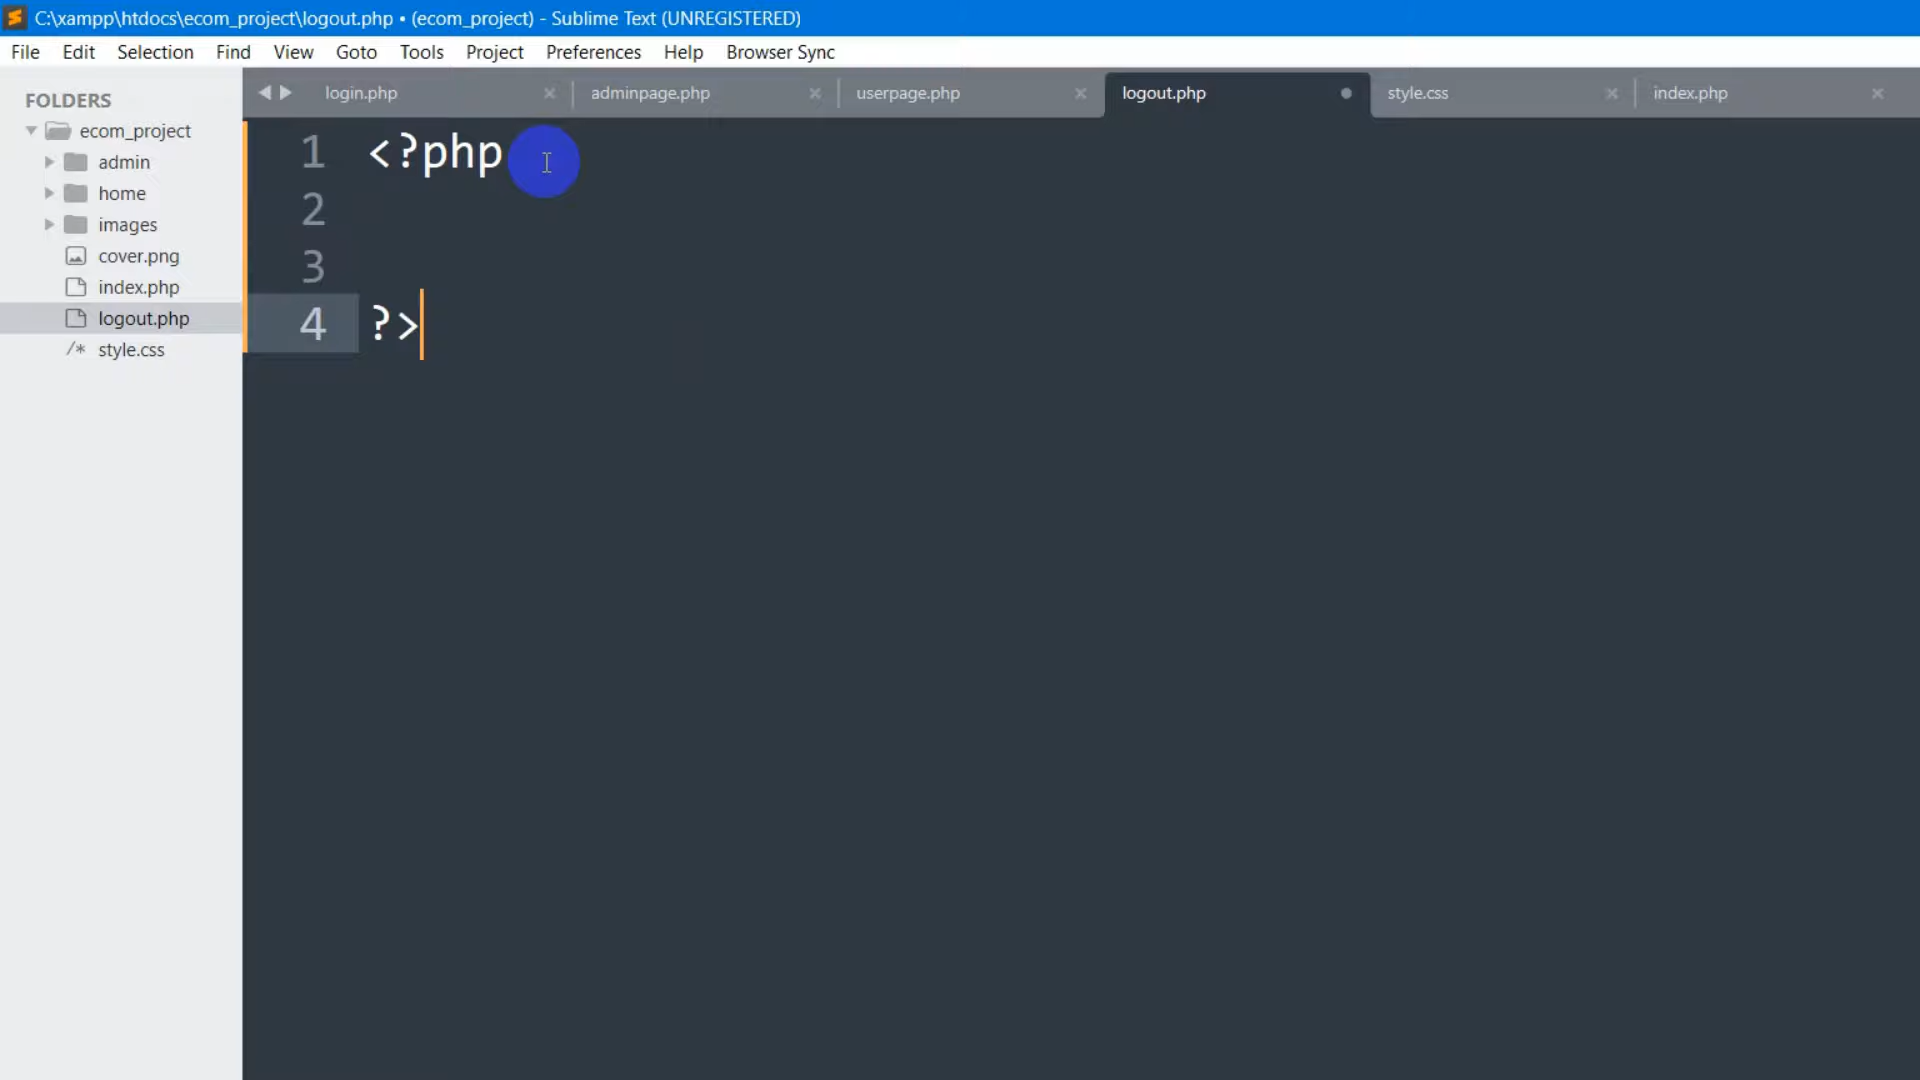 C:\xampp\htdocs\ecom_project\logout.php • (ecom_project) - Sublime Text (UNREGISTERED)
File Edit Selection Find View Goto Tools Project Preferences Help Browser Sync
FOLDERS
ecom_project
admin
home
images
cover.png
index.php
logout.php
/* style.css
login.php adminpage.php userpage.php logout.php style.css index.php
1 <?php
2
3
4 ?>